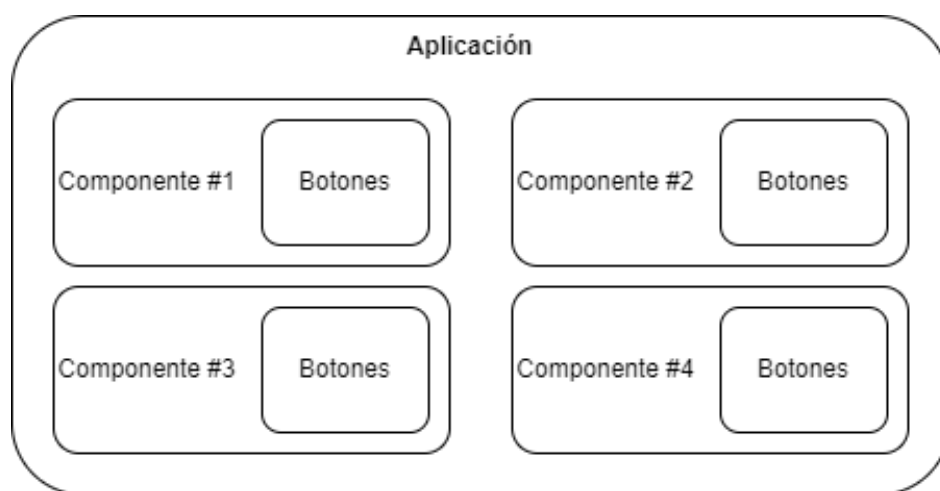 Aplicación
Componente #1
Botones
Componente #2
Botones
Componente #3
Botones
Componente #4
Botones